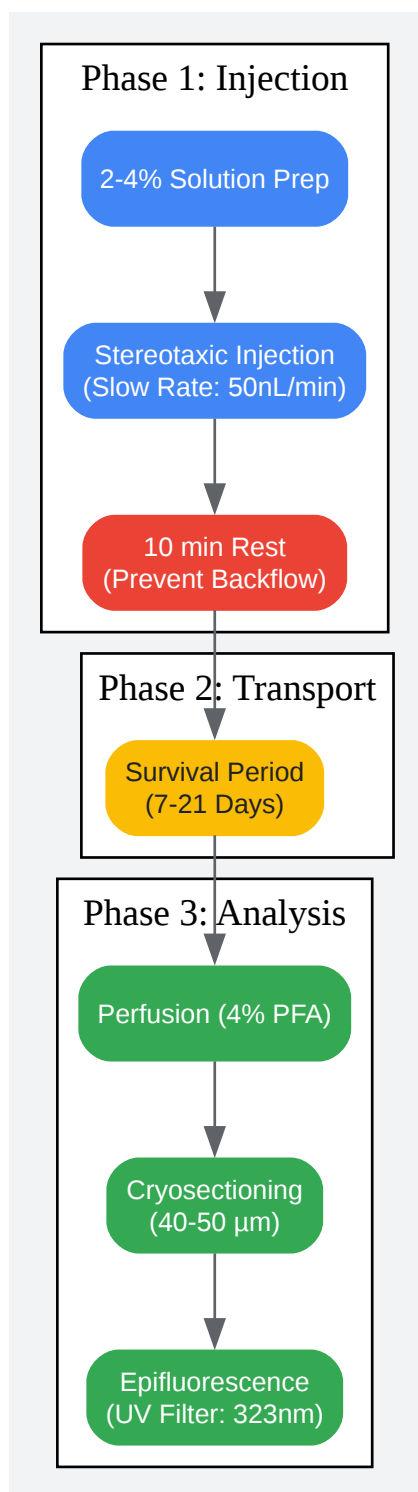 Phase 1: Injection
2-4% Solution Prep
Stereotaxic Injection
(Slow Rate: 50nL/min)
10 min Rest
(Prevent Backflow)
Phase 2: Transport
Survival Period
(7-21 Days)
Phase 3: Analysis
Perfusion (4% PFA)
Cryosectioning
(40-50 µm)
Epifluorescence
(UV Filter: 323nm)